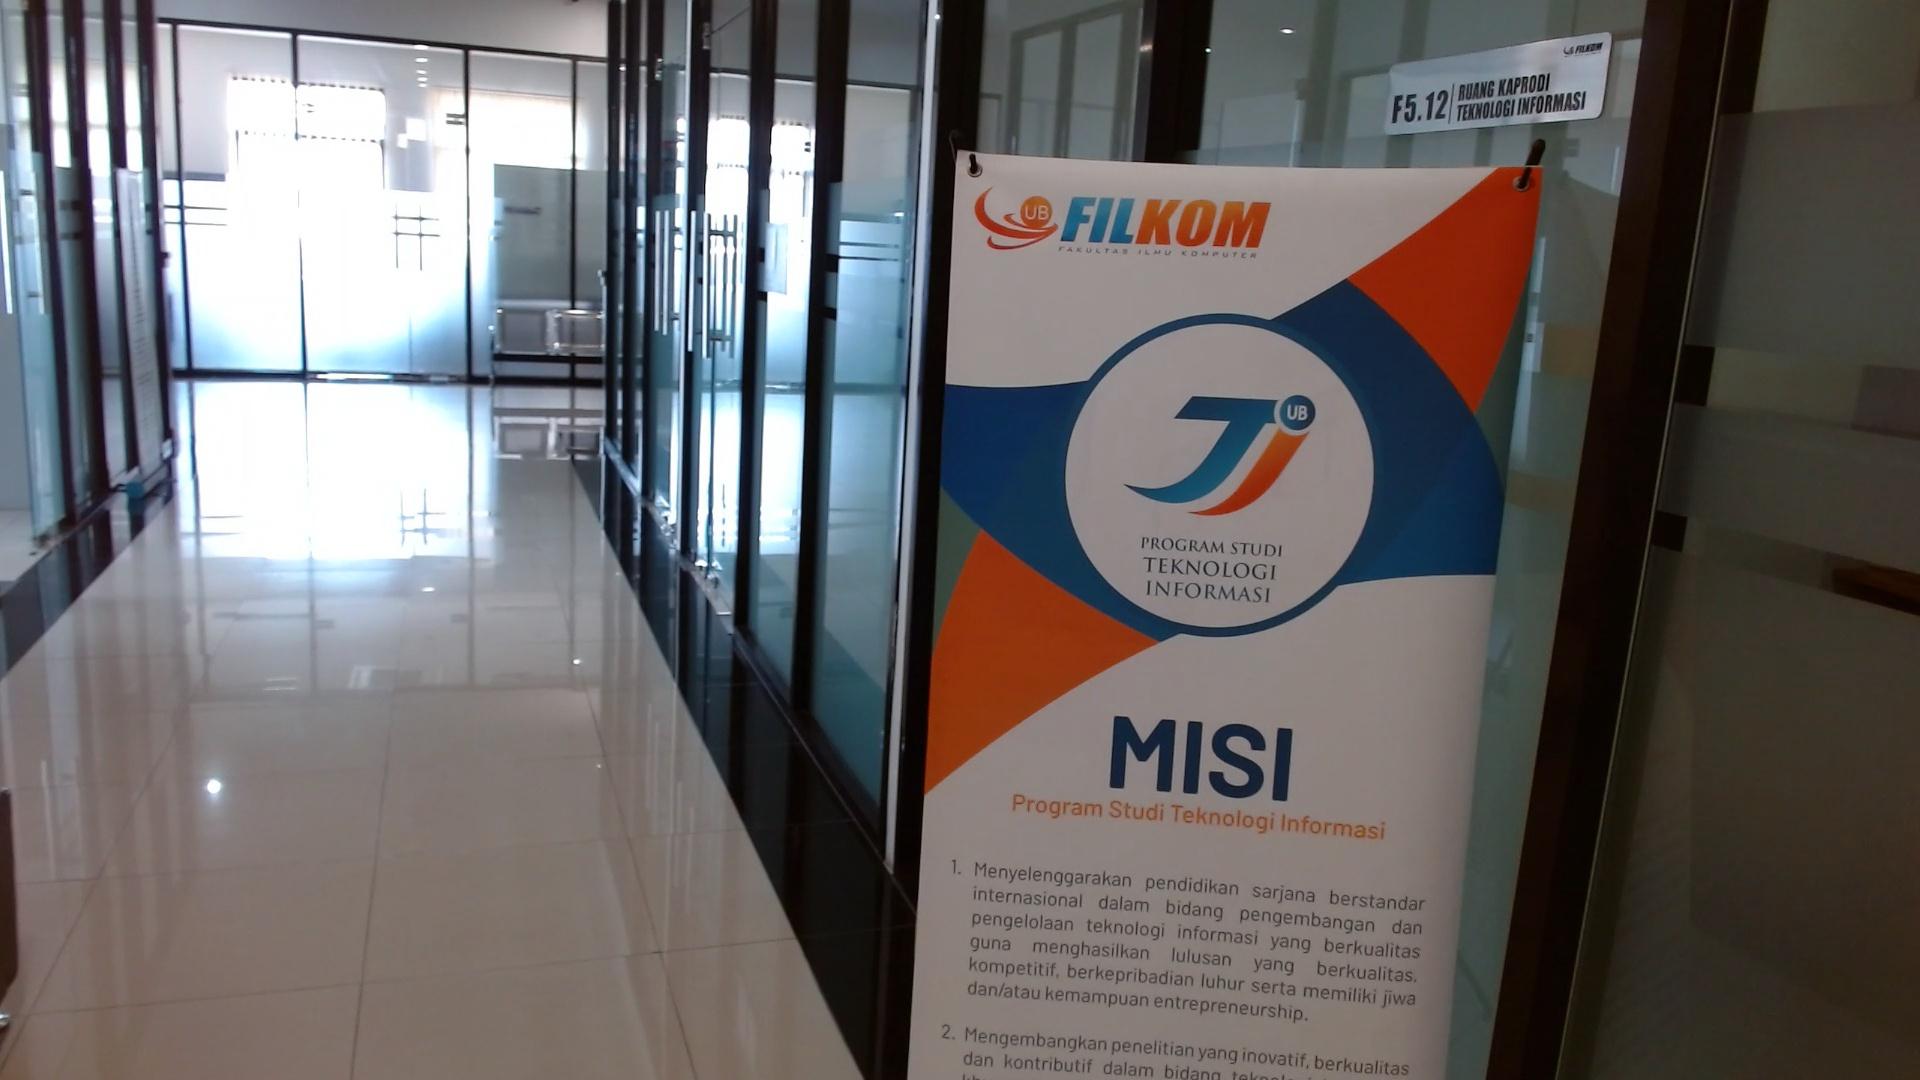 FILKOM
F5.12
RUANG KAPRODI
TEKNOLOGI INFORMASI
UB
FILKOM
FAKULTAS ILMU KOMPUTER
TI
UB
PROGRAM STUDI
TEKNOLOGI
INFORMASI
MISI
Program Studi Teknologi Informasi
1. Menyelenggarakan pendidikan sarjana berstandar
internasional dalam bidang pengembangan dan
pengelolaan teknologi informasi yang berkualitas
guna menghasilkan lulusan yang berkualitas,
kompetitif, berkepribadian luhur serta memiliki jiwa
dan/atau kemampuan entrepreneurship.
2. Mengembangkan penelitian yang inovatif, berkualitas
dan kontributif dalam bidang